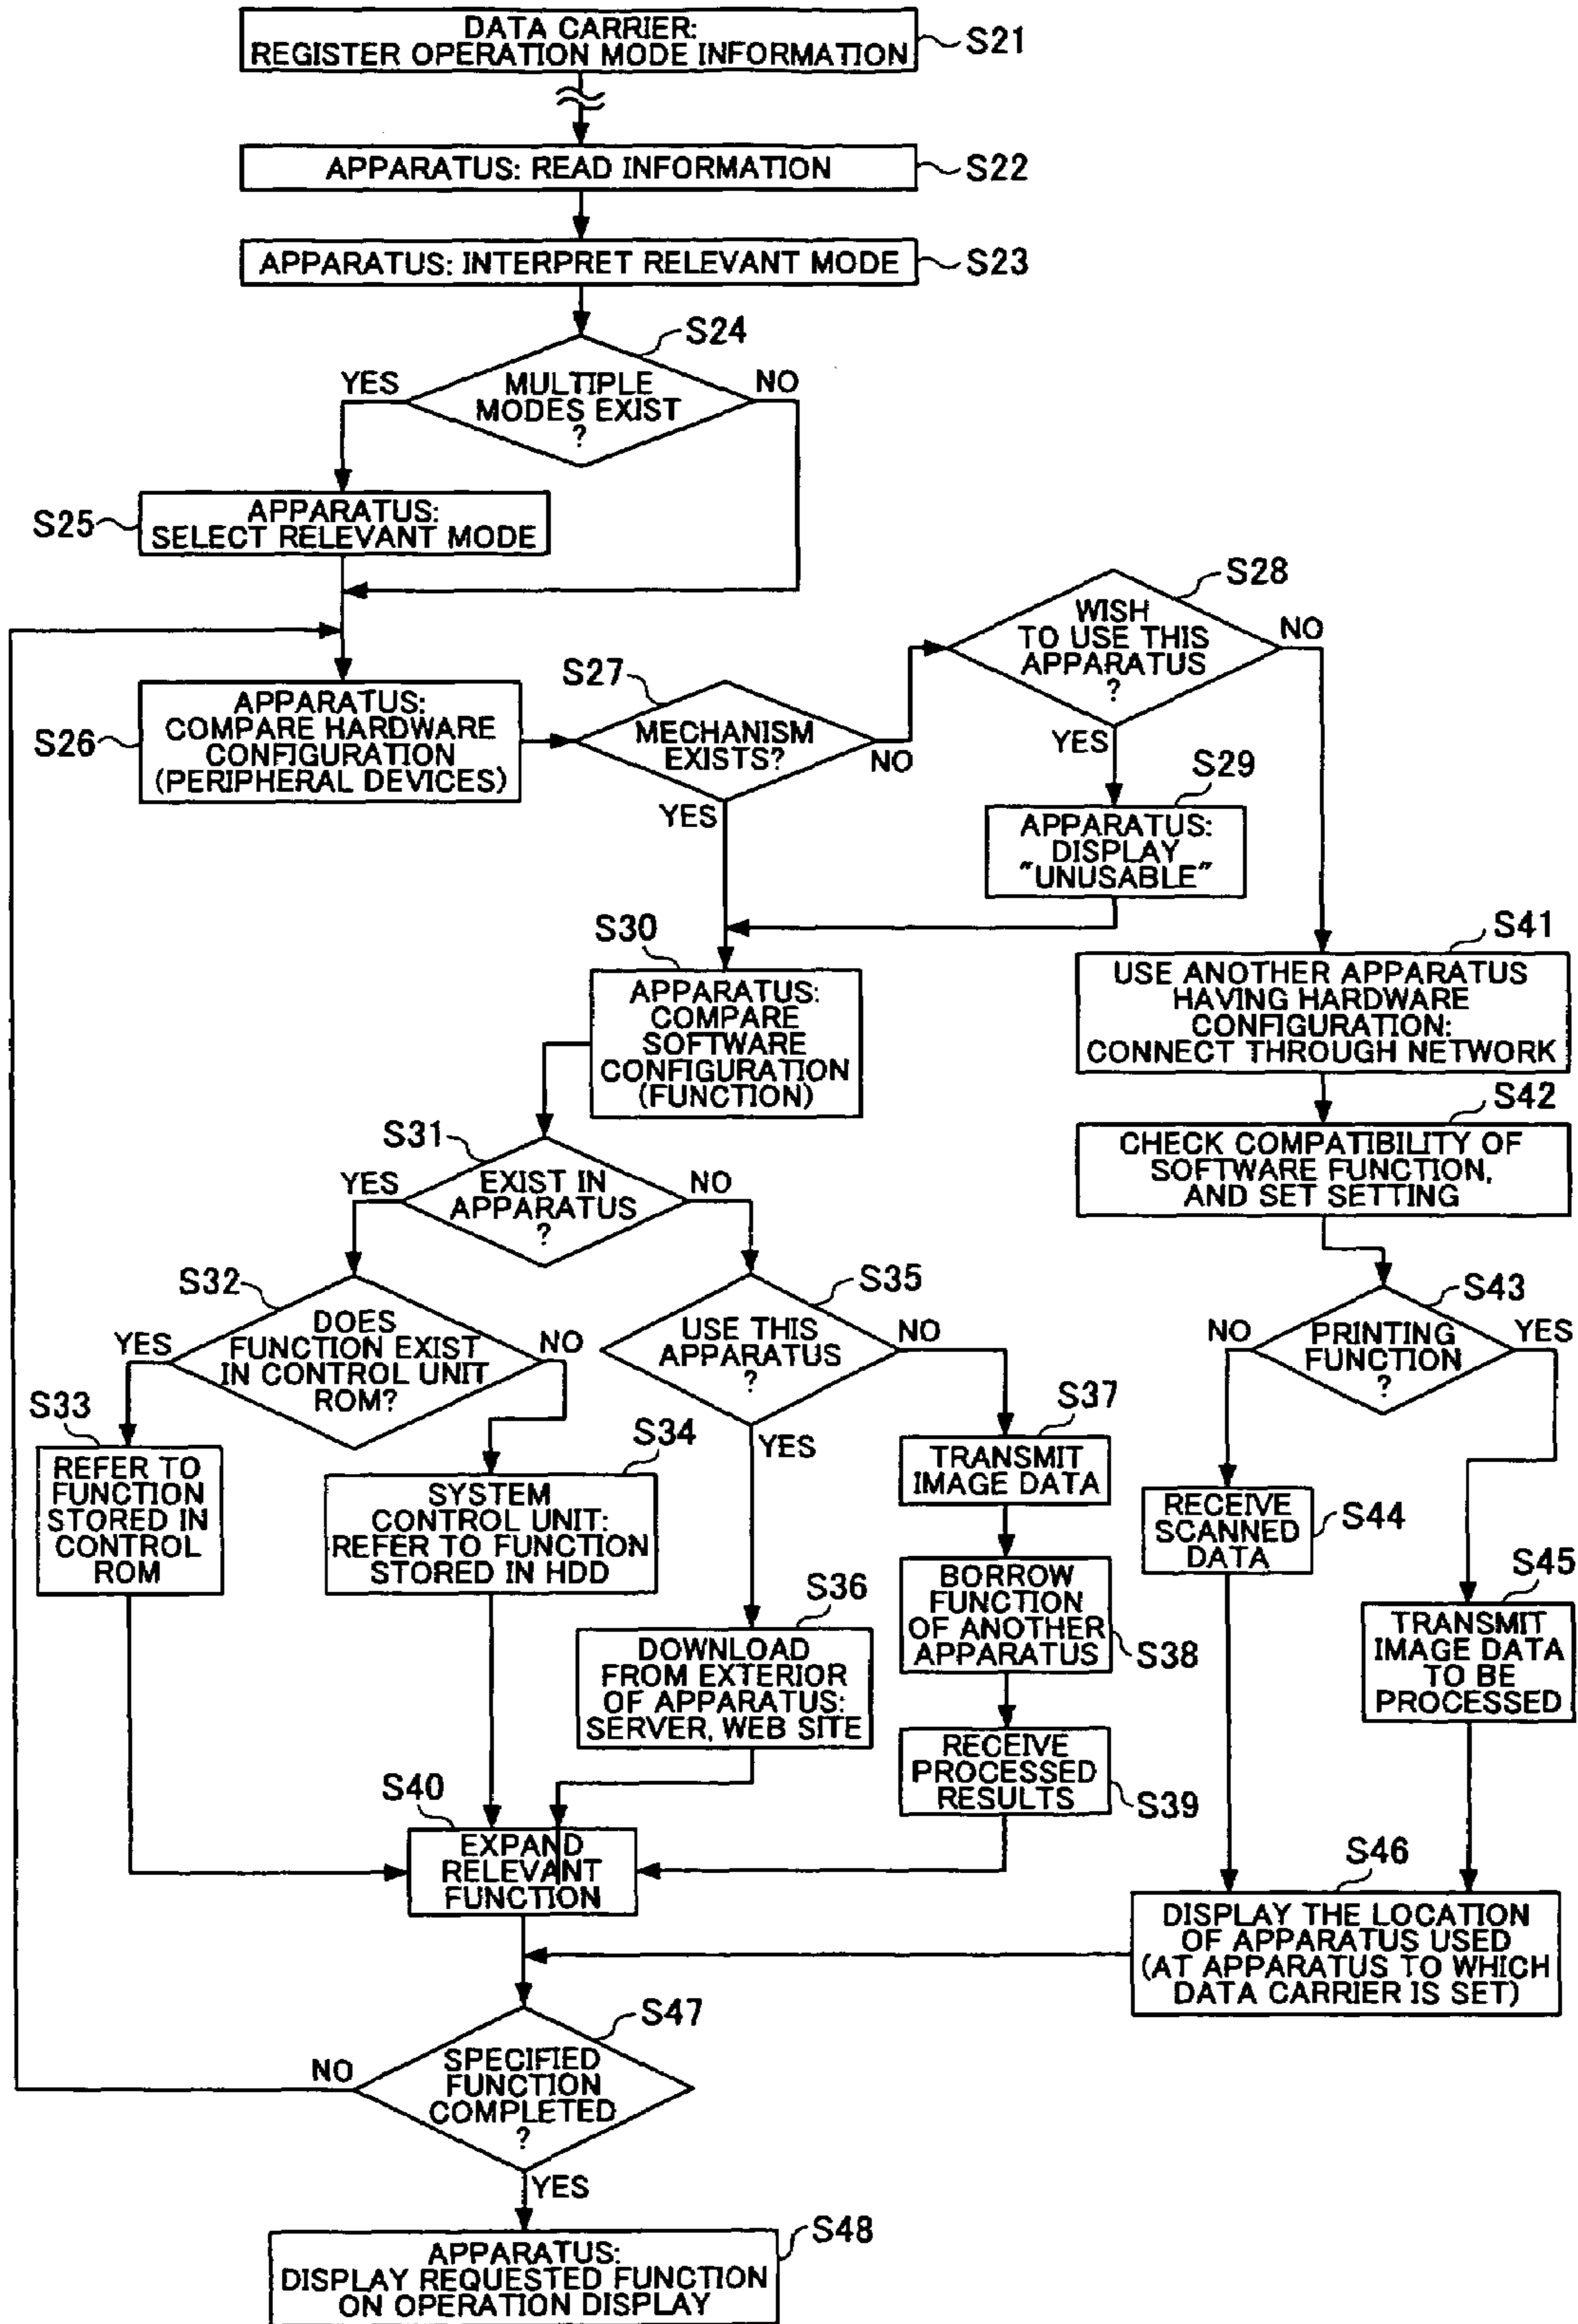 DATA CARRIER:
REGISTER OPERATION MODE INFORMATION
S21
APPARATUS: READ INFORMATION
S22
APPARATUS: INTERPRET RELEVANT MODE
S23
S24
YES
MULTIPLE
MODES EXIST
?
NO
S25
APPARATUS:
SELECT RELEVANT MODE
S26
APPARATUS:
COMPARE HARDWARE
CONFIGURATION
(PERIPHERAL DEVICES)
S27
MECHANISM
EXISTS?
NO
YES
S28
WISH
TO USE THIS
APPARATUS
?
NO
YES
S29
APPARATUS:
DISPLAY
"UNUSABLE"
S30
APPARATUS:
COMPARE
SOFTWARE
CONFIGURATION
(FUNCTION)
S41
USE ANOTHER APPARATUS
HAVING HARDWARE
CONFIGURATION:
CONNECT THROUGH NETWORK
S42
CHECK COMPATIBILITY OF
SOFTWARE FUNCTION,
AND SET SETTING
S31
YES
EXIST IN
APPARATUS
?
NO
S32
YES
DOES
FUNCTION EXIST
IN CONTROL UNIT
ROM?
NO
S35
USE THIS
APPARATUS
?
NO
YES
S43
NO
PRINTING
FUNCTION
?
YES
S33
REFER TO
FUNCTION
STORED IN
CONTROL
ROM
S34
SYSTEM
CONTROL UNIT:
REFER TO FUNCTION
STORED IN HDD
S37
TRANSMIT
IMAGE DATA
RECEIVE
SCANNED
DATA
S44
S36
DOWNLOAD
FROM EXTERIOR
OF APPARATUS:
SERVER, WEB SITE
BORROW
FUNCTION
OF ANOTHER
APPARATUS
S38
S45
TRANSMIT
IMAGE DATA
TO BE
PROCESSED
RECEIVE
PROCESSED
RESULTS
S39
S40
EXPAND
RELEVANT
FUNCTION
S46
DISPLAY THE LOCATION
OF APPARATUS USED
(AT APPARATUS TO WHICH
DATA CARRIER IS SET)
S47
NO
SPECIFIED
FUNCTION
COMPLETED
?
YES
S48
APPARATUS:
DISPLAY REQUESTED FUNCTION
ON OPERATION DISPLAY